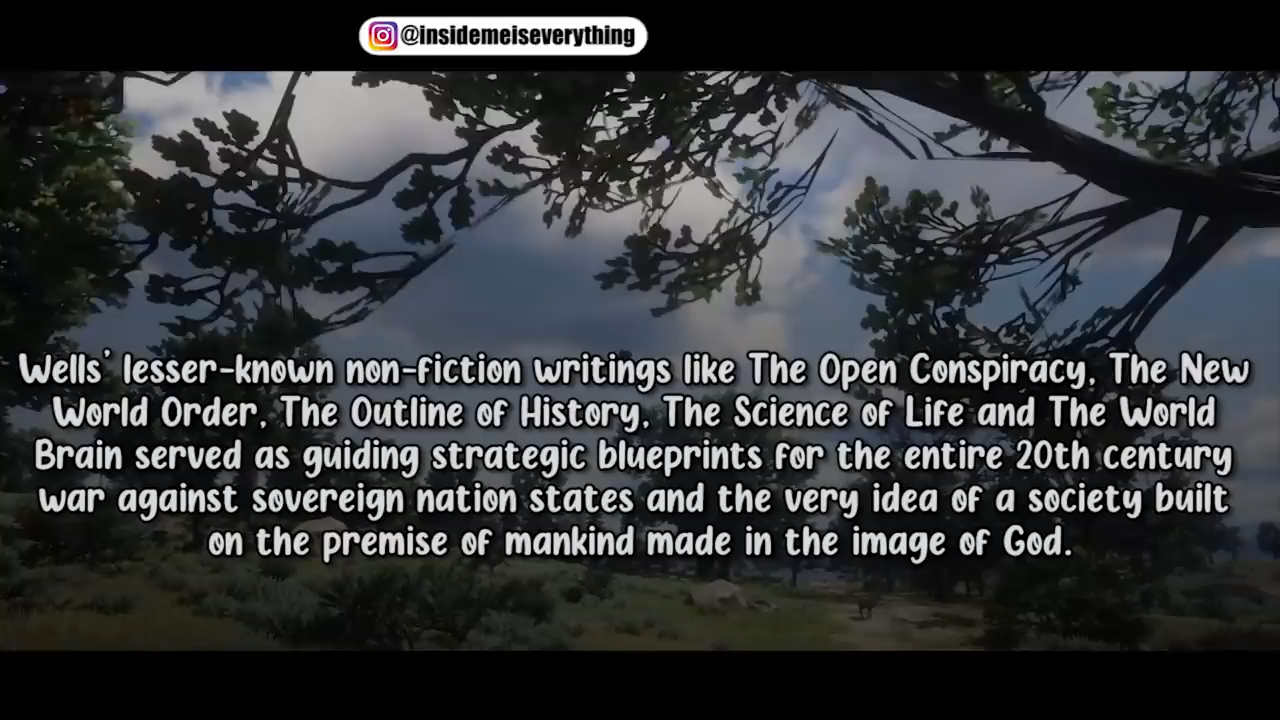 @insidemeiseverything
Wells' lesser-known non-fiction writings like The Open Conspiracy, The New
World Order, The Outline of History, The Science of Life and The World
Brain served as guiding strategic blueprints for the entire 20th century
war against sovereign nation states and the very idea of a society built
on the premise of mankind made in the image of God.